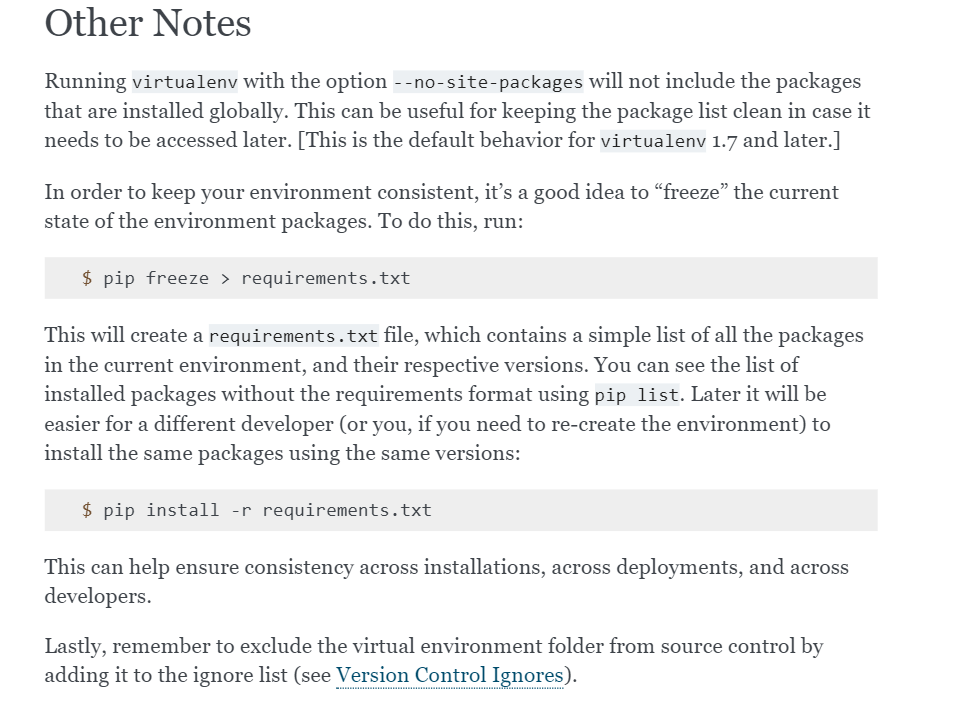 Other Notes
Running virtualenv with the option --no-site-packages will not include the packages
that are installed globally. This can be useful for keeping the package list clean in case it
needs to be accessed later. [This is the default behavior for virtualenv 1.7 and later.]
In order to keep your environment consistent, it’s a good idea to “freeze” the current
state of the environment packages. To do this, run:
$ pip freeze > requirements.txt
This will create a requirements.txt file, which contains a simple list of all the packages
in the current environment, and their respective versions. You can see the list of
installed packages without the requirements format using pip list. Later it will be
easier for a different developer (or you, if you need to re-create the environment) to
install the same packages using the same versions:
$ pip install -r requirements.txt
This can help ensure consistency across installations, across deployments, and across
developers.
Lastly, remember to exclude the virtual environment folder from source control by
adding it to the ignore list (see Version Control Ignores).